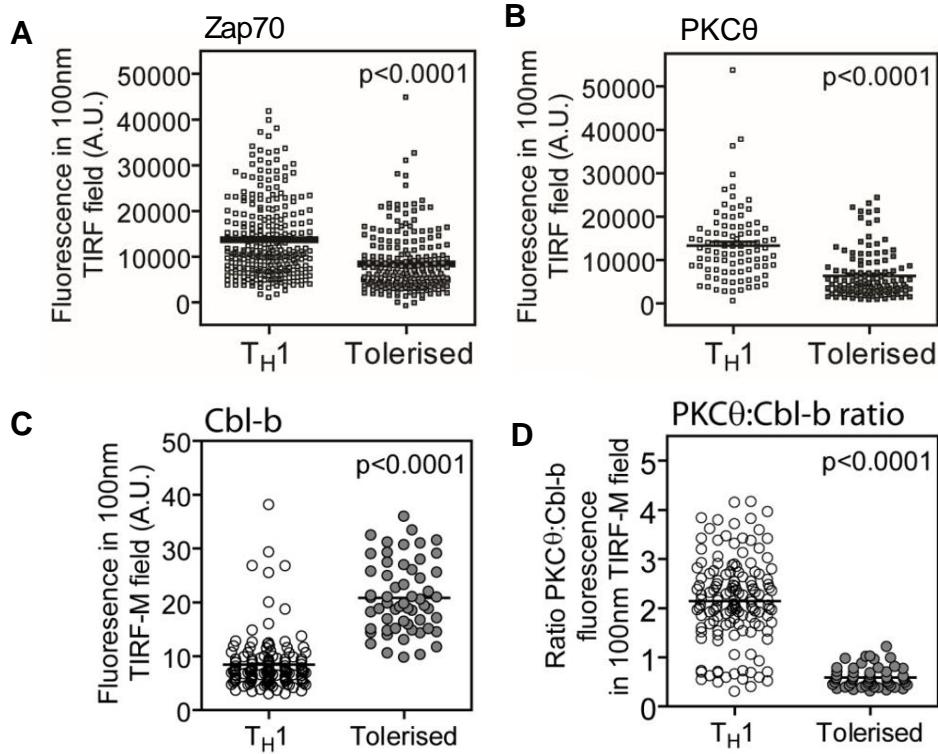 A
Zap70
p<0.0001
Fluorescence in 100nm
TIRF field (A.U.)
50000
40000
30000
20000
10000
0
TH1
Tolerised
B
PKCθ
p<0.0001
Fluorescence in 100nm
TIRF field (A.U.)
50000
40000
30000
20000
10000
0
TH1
Tolerised
C
Cbl-b
p<0.0001
Fluoresence in 100nm
TIRF-M field (A.U.)
50
40
30
20
10
0
TH1
Tolerised
D
PKCθ:Cbl-b ratio
p<0.0001
Ratio PKCθ:Cbl-b
fluorescence
in 100nm TIRF-M field
5
4
3
2
1
0
TH1
Tolerised